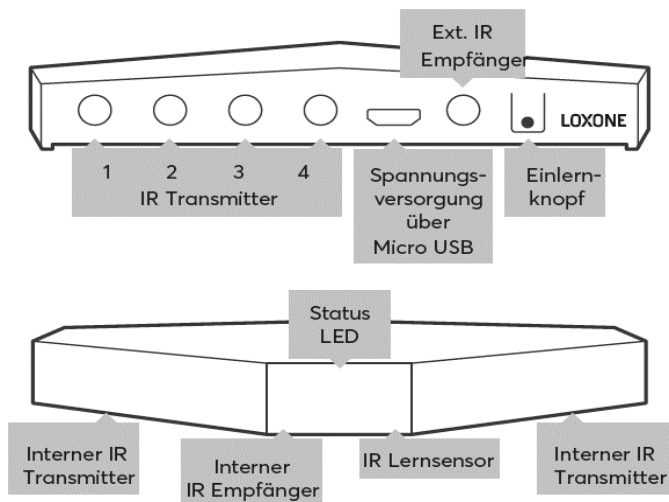 Ext. IR
Empfänger
LOXONE
1 2 3 4
IR Transmitter
Spannungs-
versorgung
über
Micro USB
Einlern-
knopf
Status
LED
Interner IR
Transmitter
Interner
IR Empfänger
IR Lernsensor
Interner IR
Transmitter